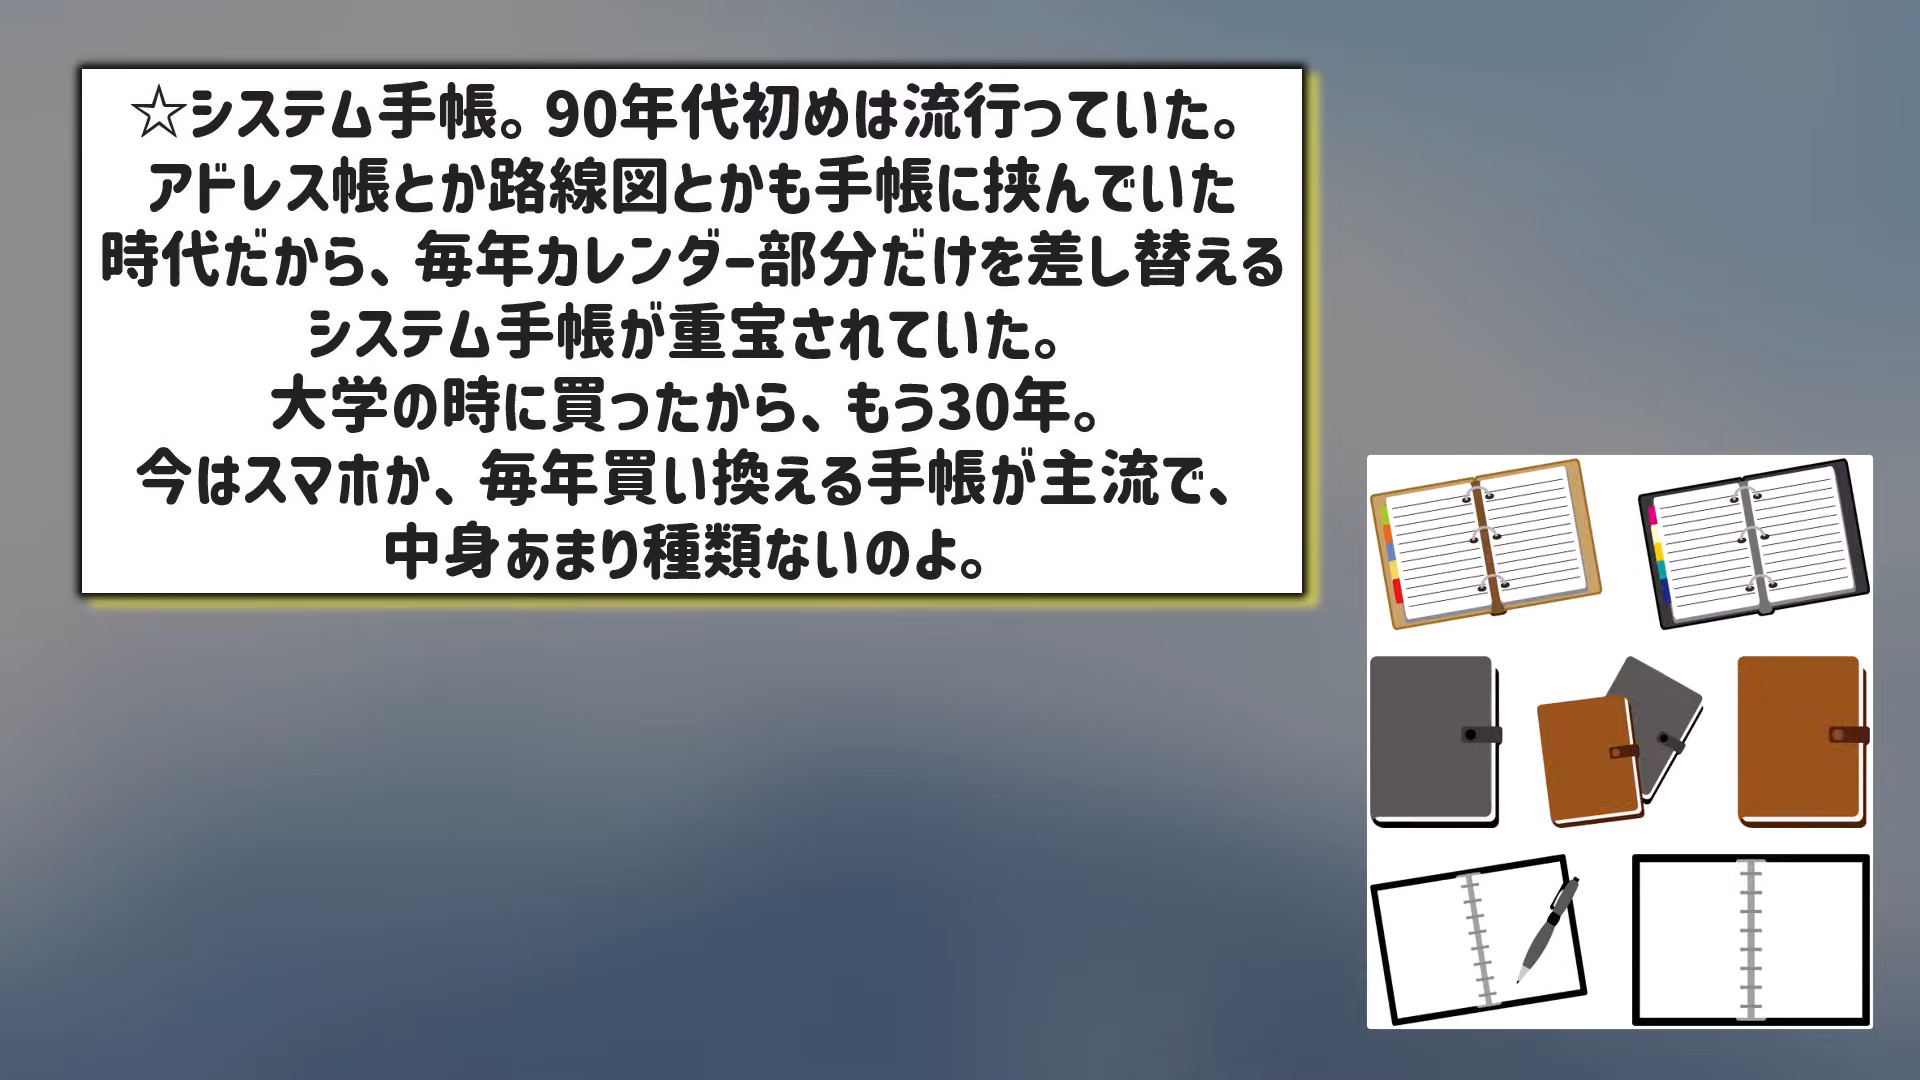 ☆システム手帳。90年代初めは流行っていた。
アドレス帳とか路線図とかも手帳に挟んでいた
時代だから、毎年カレンダー部分だけを差し替える
システム手帳が重宝されていた。
大学の時に買ったから、もう30年。
今はスマホか、毎年買い換える手帳が主流で、
中身あまり種類ないのよ。